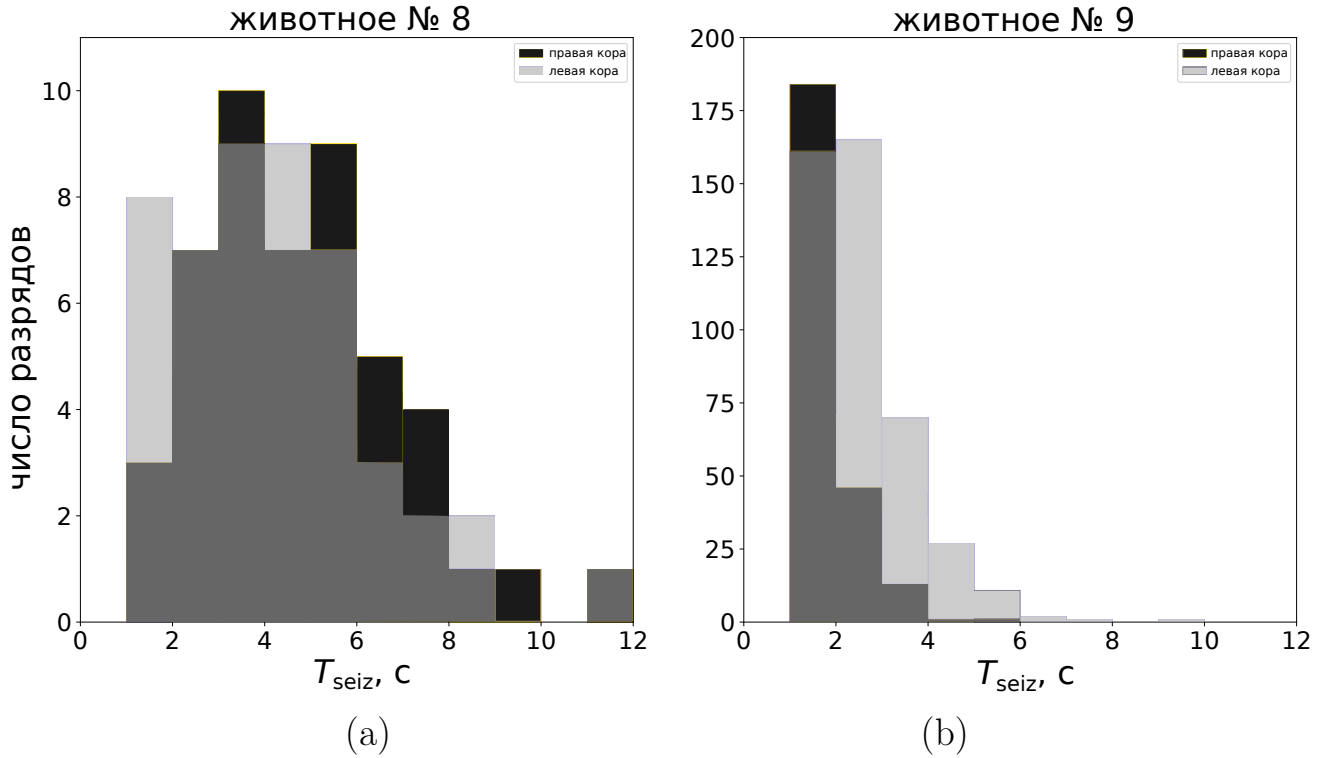 животное № 8
правая кора
левая кора
10
8
6
4
2
0
число разрядов
0 2 4 6 8 10 12
T_seiz, с
(a)
животное № 9
правая кора
левая кора
200
175
150
125
100
75
50
25
0
0 2 4 6 8 10 12
T_seiz, с
(b)